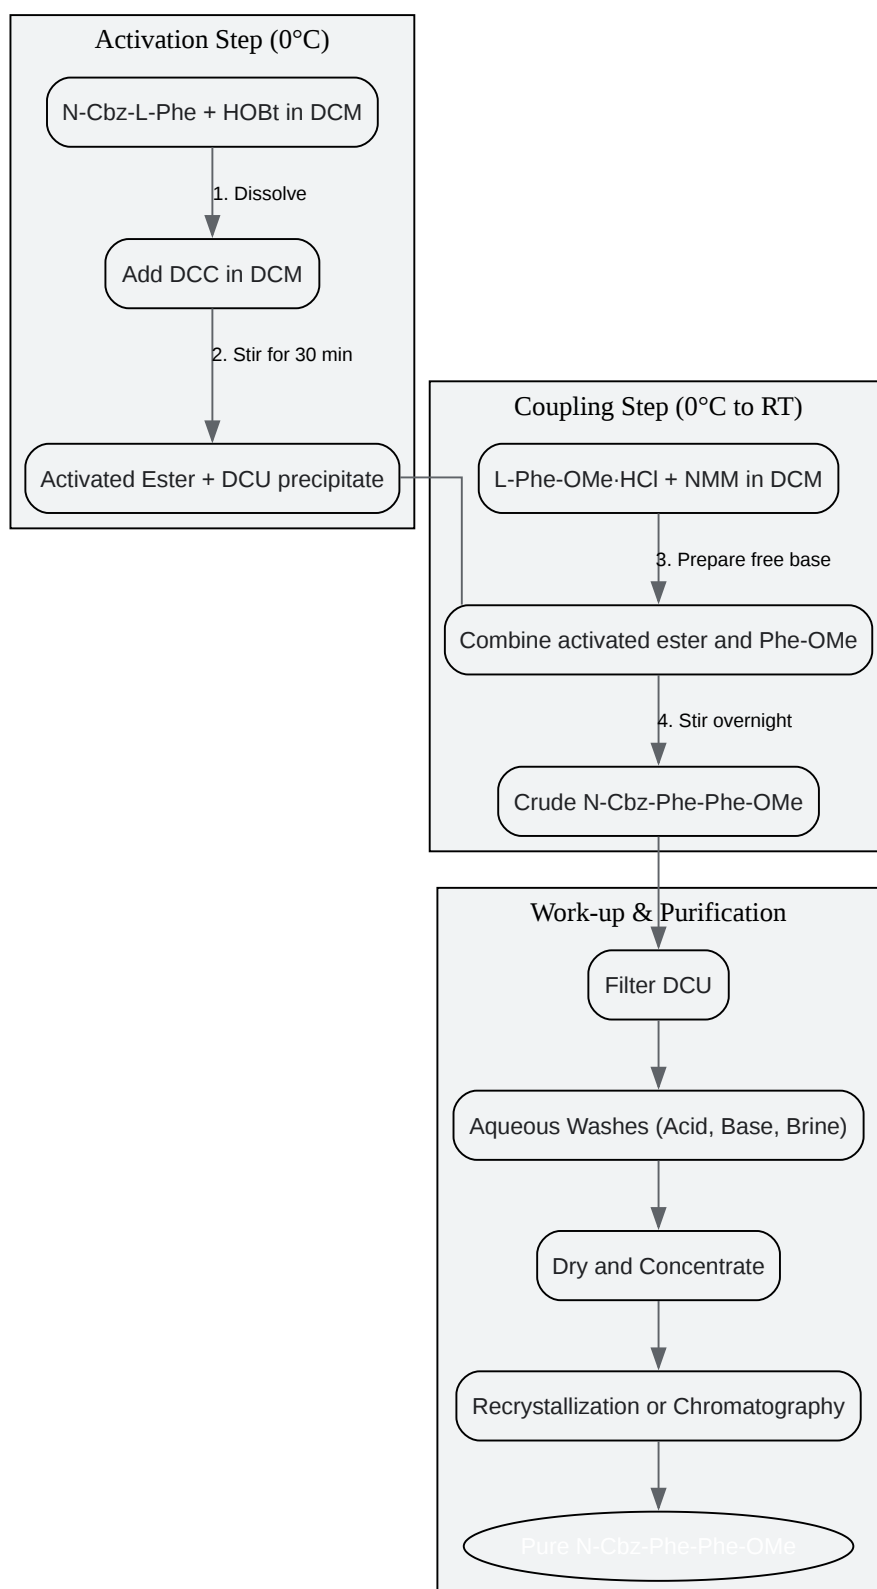 Activation Step (0°C)
N-Cbz-L-Phe + HOBt in DCM
1. Dissolve
Add DCC in DCM
2. Stir for 30 min
Activated Ester + DCU precipitate
Coupling Step (0°C to RT)
L-Phe-OMe·HCl + NMM in DCM
3. Prepare free base
Combine activated ester and Phe-OMe
4. Stir overnight
Crude N-Cbz-Phe-Phe-OMe
Work-up & Purification
Filter DCU
Aqueous Washes (Acid, Base, Brine)
Dry and Concentrate
Recrystallization or Chromatography
Pure N-Cbz-Phe-Phe-OMe